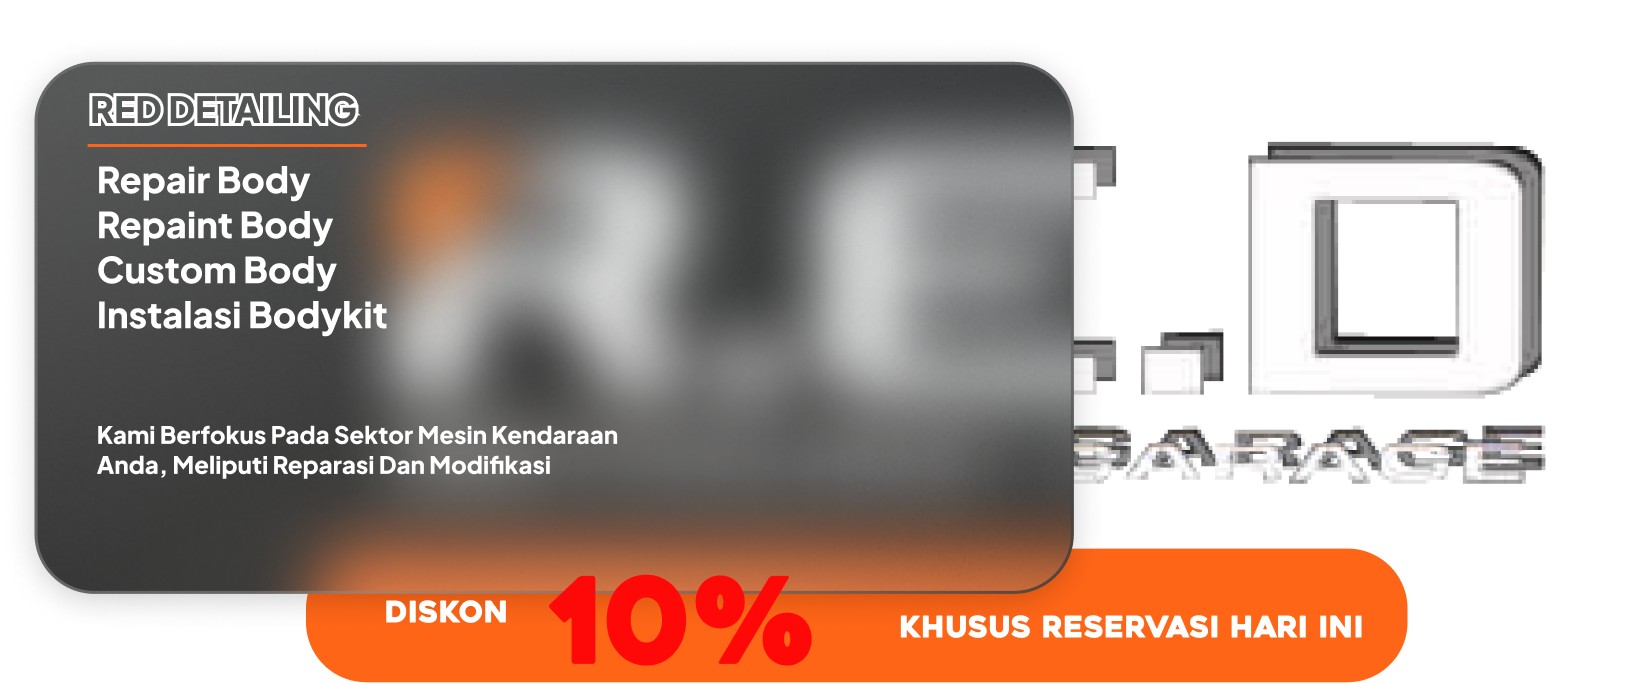 RED DETAILING
Repair Body
Repaint Body
Custom Body
Instalasi Bodykit
Kami Berfokus Pada Sektor Mesin Kendaraan
Anda, Meliputi Reparasi Dan Modifikasi
R.E.D
GARAGE
DISKON 10% KHUSUS RESERVASI HARI INI